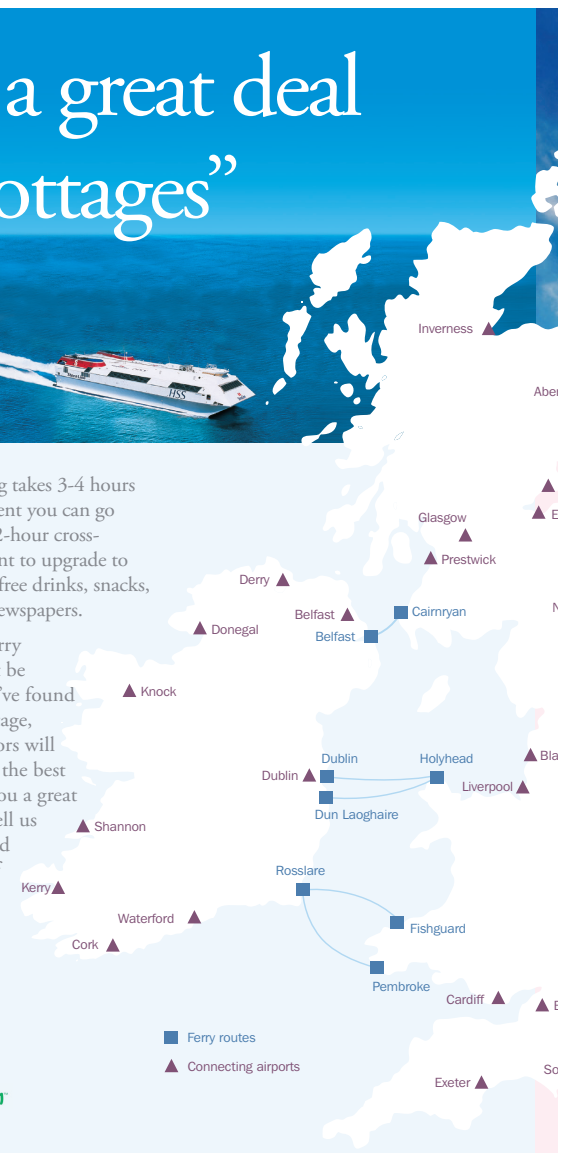 a great deal
ottages”
HSS
g takes 3-4 hours
ent you can go
2-hour cross-
nt to upgrade to
free drinks, snacks,
ewspapers.
rry
be
’ve found
age,
ors will
the best
ou a great
ell us
d
Inverness
Aber
Glasgow
E
Prestwick
Derry
Belfast
Cairnryan
N
Donegal
Belfast
Knock
Dublin
Holyhead
Bla
Dublin
Liverpool
Dun Laoghaire
Shannon
Rosslare
Kerry
Waterford
Fishguard
Cork
Pembroke
Cardiff
Ferry routes
Connecting airports
So
Exeter